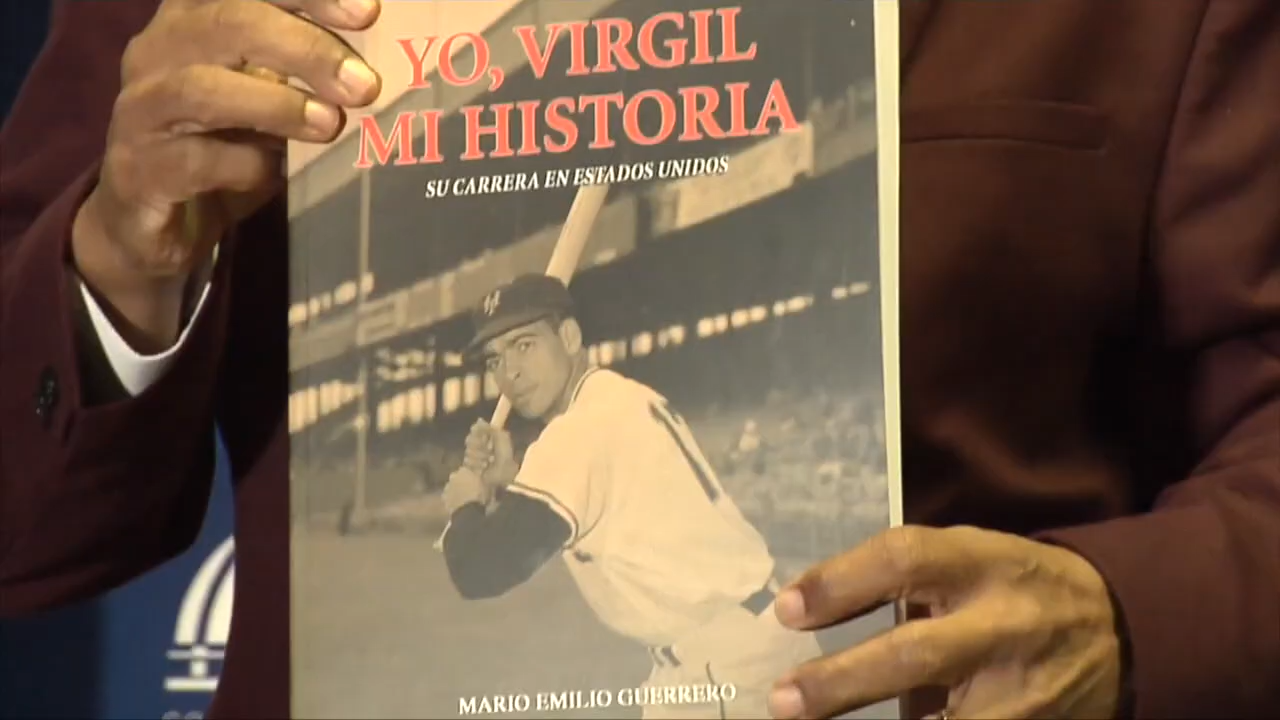 YO, VIRGIL
MI HISTORIA
SU CARRERA EN ESTADOS UNIDOS
MARIO EMILIO GUERRERO